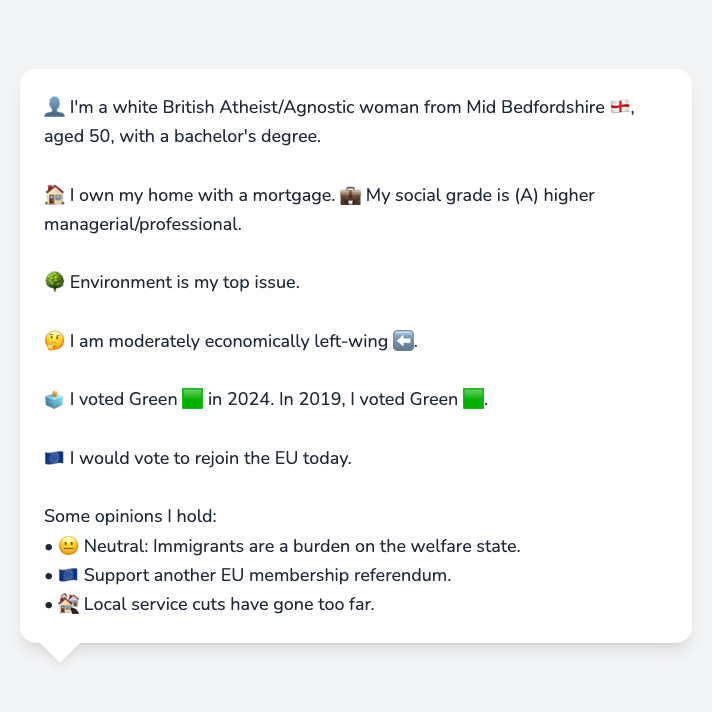 👤 I'm a white British Atheist/Agnostic woman from Mid Bedfordshire 🏴󠁧󠁢󠁥󠁮󠁧󠁿,
aged 50, with a bachelor's degree.
🏠 I own my home with a mortgage. 💼 My social grade is (A) higher
managerial/professional.
🌳 Environment is my top issue.
🤔 I am moderately economically left-wing ⬅️.
🗳️ I voted Green 🟩 in 2024. In 2019, I voted Green 🟩.
🇪🇺 I would vote to rejoin the EU today.
Some opinions I hold:
• 😐 Neutral: Immigrants are a burden on the welfare state.
• 🇪🇺 Support another EU membership referendum.
• 🏘️ Local service cuts have gone too far.